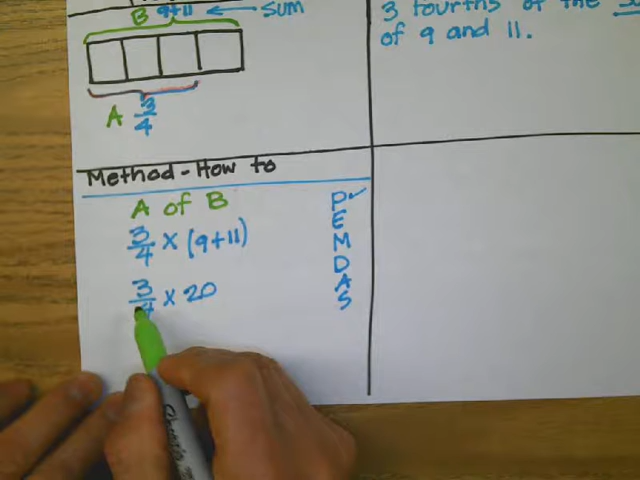 B 9+11 ← Sum
3 fourths of the
of 9 and 11.
A 3/4
Method - How to
A of B
3/4 × (9+11)
3/4 × 20
P✓
E
M
D
A
S